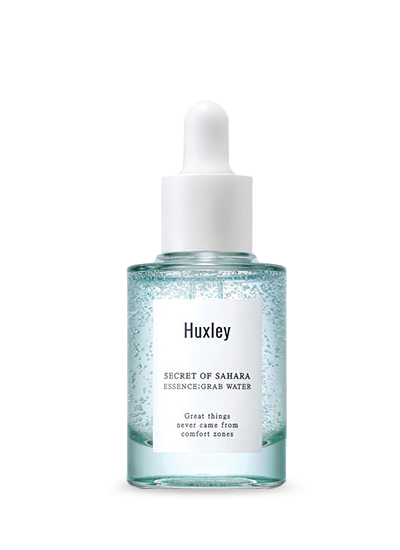 Huxley
SECRET OF SAHARA
ESSENCE;GRAB WATER
Great things
never came from
comfort zones